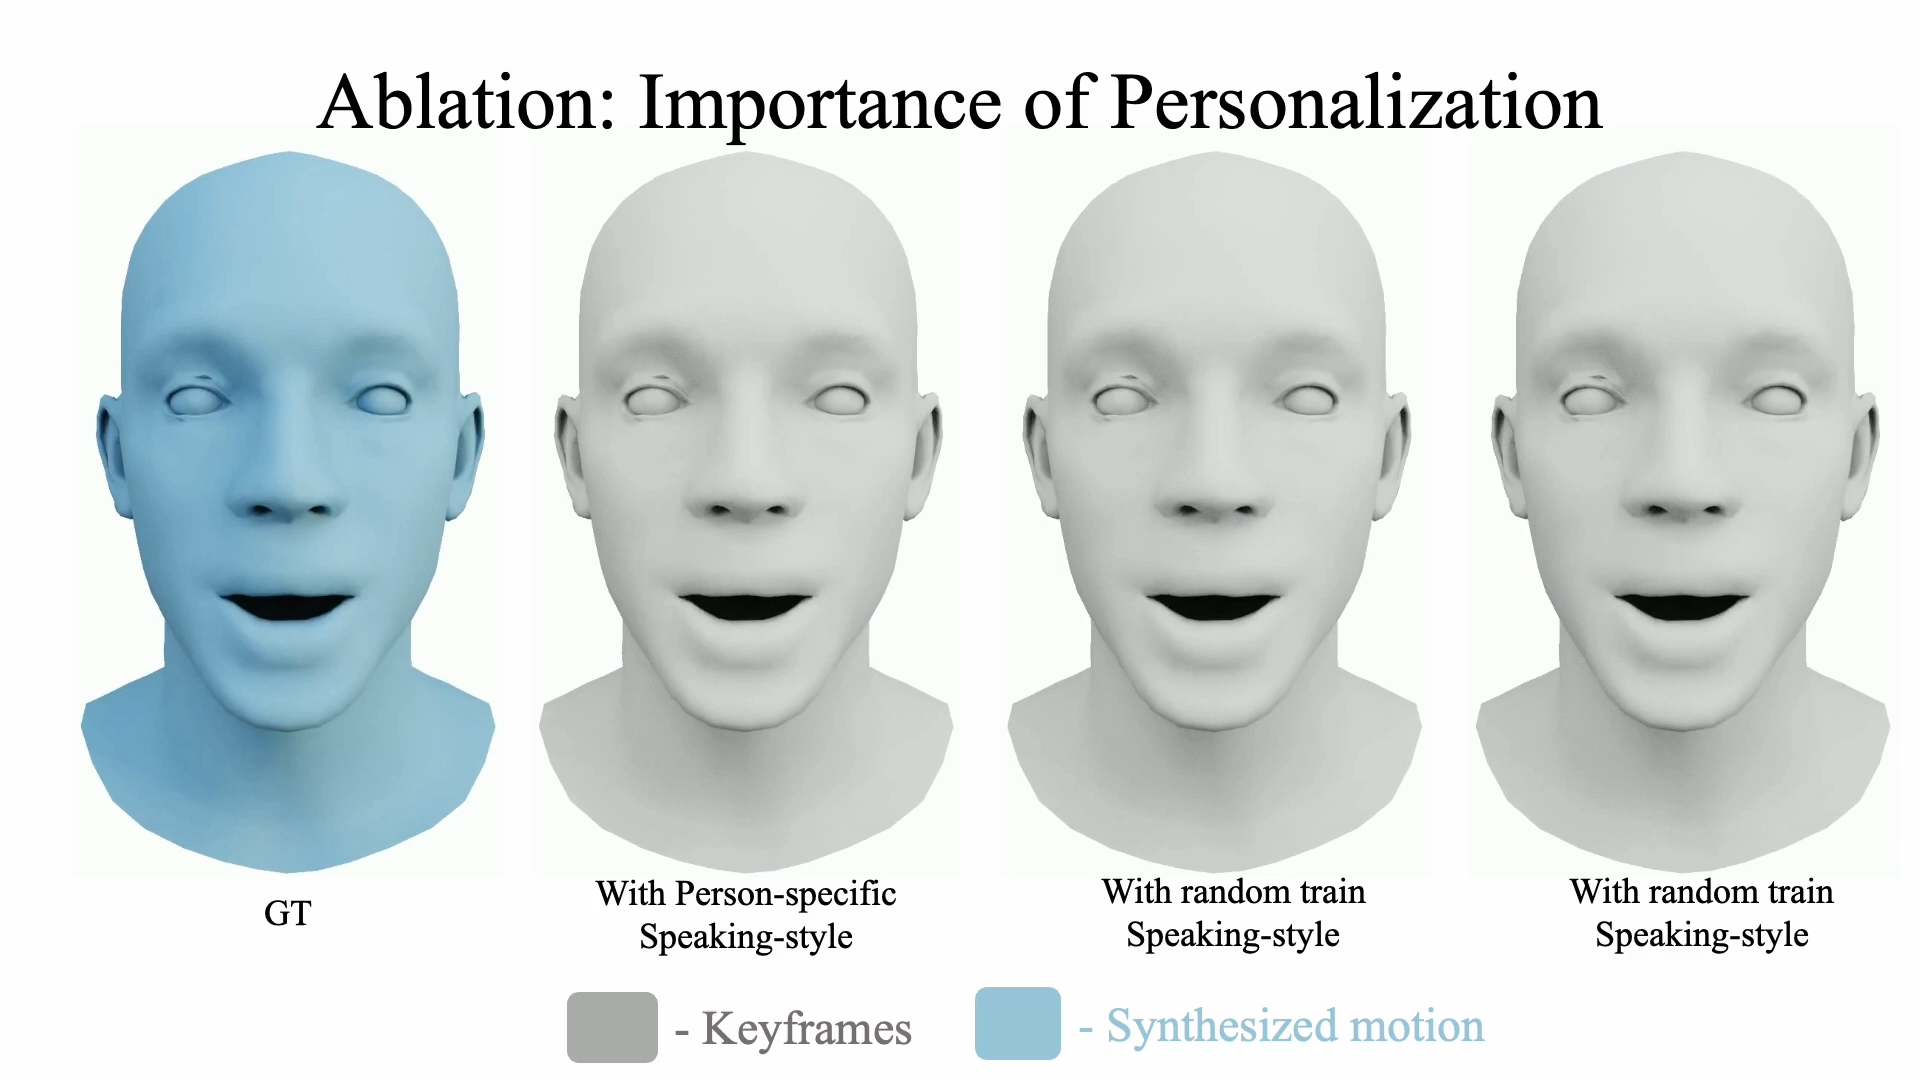 Ablation: Importance of Personalization
GT
With Person-specific
Speaking-style
With random train
Speaking-style
With random train
Speaking-style
- Keyframes
- Synthesized motion